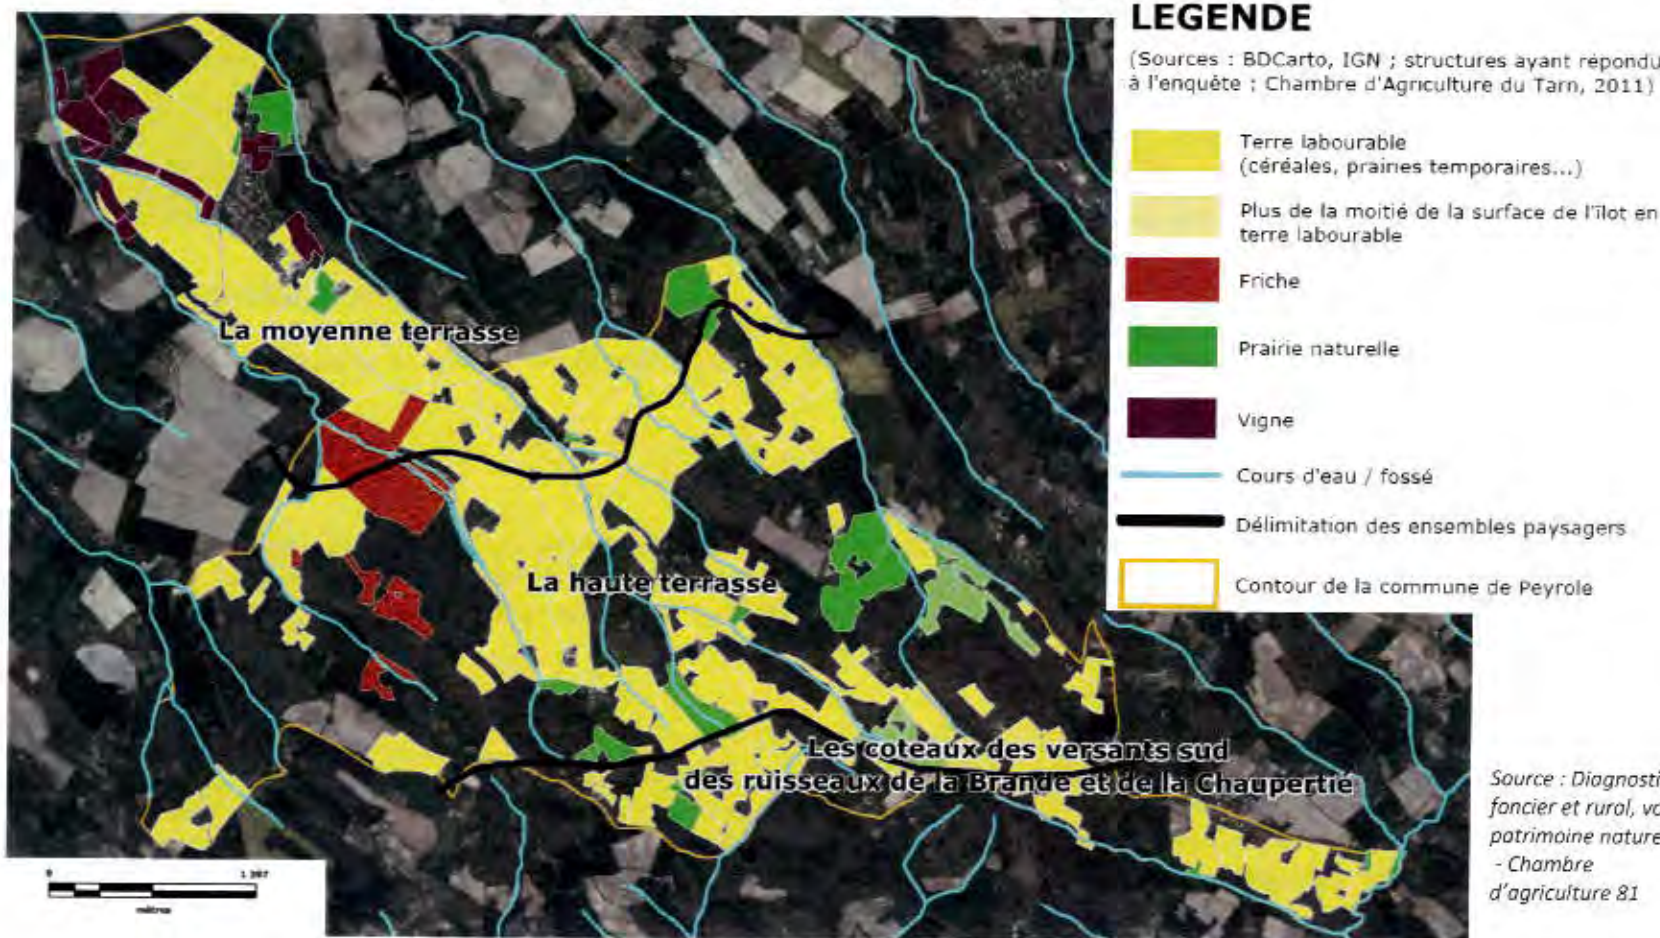 LEGENDE
(Sources : BDCarto, IGN ; structures ayant répondu
à l'enquête ; Chambre d'Agriculture du Tarn, 2011)
Terre labourable
(céréales, prairies temporaires...)
Plus de la moitié de la surface de l'îlot en
terre labourable
Friche
Prairie naturelle
Vigne
Cours d'eau / fossé
Délimitation des ensembles paysagers
Contour de la commune de Peyrole
La moyenne terrasse
La haute terrasse
Les coteaux des versants sud
des ruisseaux de la Brande et de la Chaupertié
Source : Diagnosti
foncier et rural, vo
patrimoine nature
- Chambre
d'agriculture 81
0
mètres